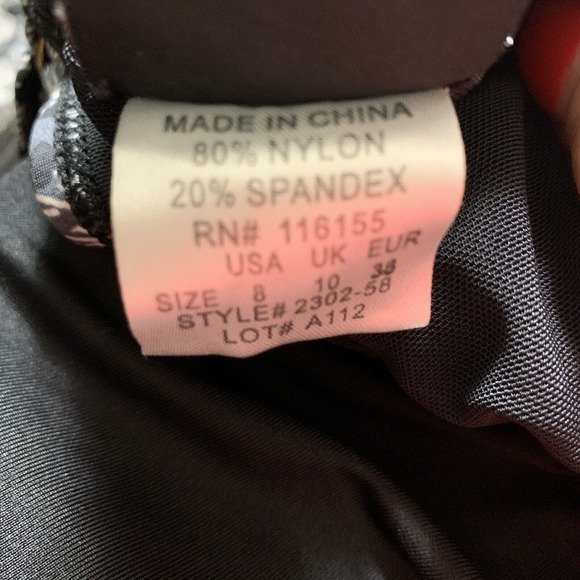 MADE IN CHINA
80% NYLON
20% SPANDEX
RN# 116155
USA UK EUR
SIZE 8 10 38
STYLE# 2302-58
LOT# A112